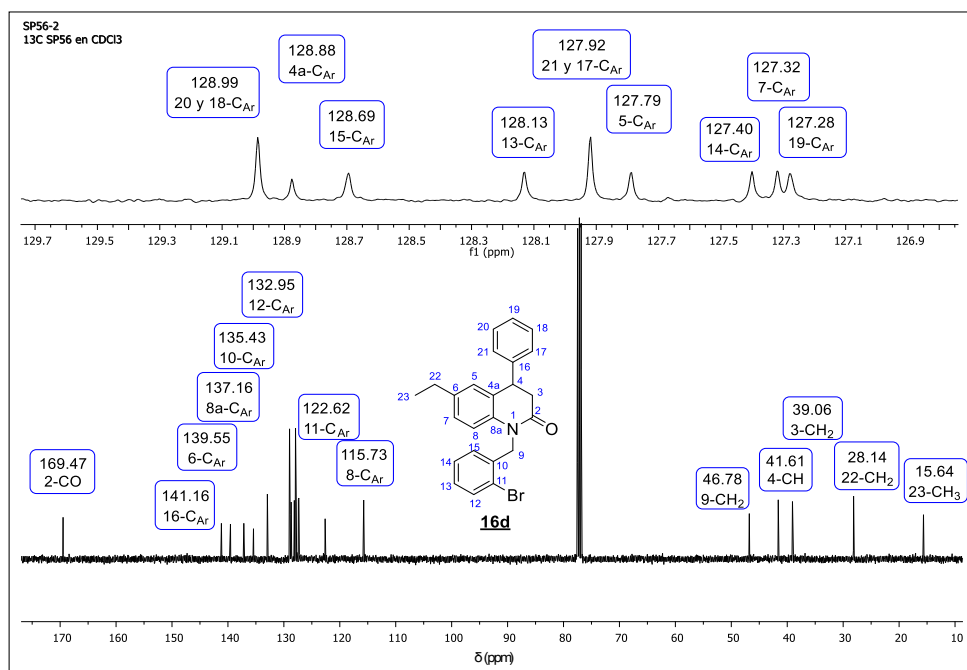 SP56-2
13C SP56 en CDCl3
128.99
20 y 18-CAr
128.88
4a-CAr
128.69
15-CAr
128.13
13-CAr
127.92
21 y 17-CAr
127.79
5-CAr
127.40
14-CAr
127.32
7-CAr
127.28
19-CAr
129.7 129.5 129.3 129.1 128.9 128.7 128.5 128.3 128.1 127.9 127.7 127.5 127.3 127.1 126.9
f1 (ppm)
169.47
2-CO
141.16
16-CAr
139.55
6-CAr
137.16
8a-CAr
135.43
10-CAr
132.95
12-CAr
122.62
11-CAr
115.73
8-CAr
19
20
18
21
17
16
22
5
4a
4
3
23
6
7
1
2
8
8a
N
O
15
9
14
10
13
11
12
Br
16d
46.78
9-CH2
41.61
4-CH
39.06
3-CH2
28.14
22-CH2
15.64
23-CH3
170 160 150 140 130 120 110 100 90 80 70 60 50 40 30 20 10
δ (ppm)